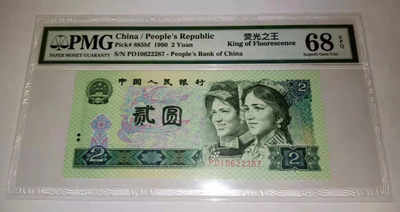 PMG
PAPER MONEY GUARANTY
China / People's Republic
Pick# 885bf 1990 2 Yuan
S/N PD10622287 - People's Bank of China
荧光之王
King of Fluorescence
68 EPQ
Superb Gem Unc
中国人民银行
贰圆
2
2
2
PD10622287